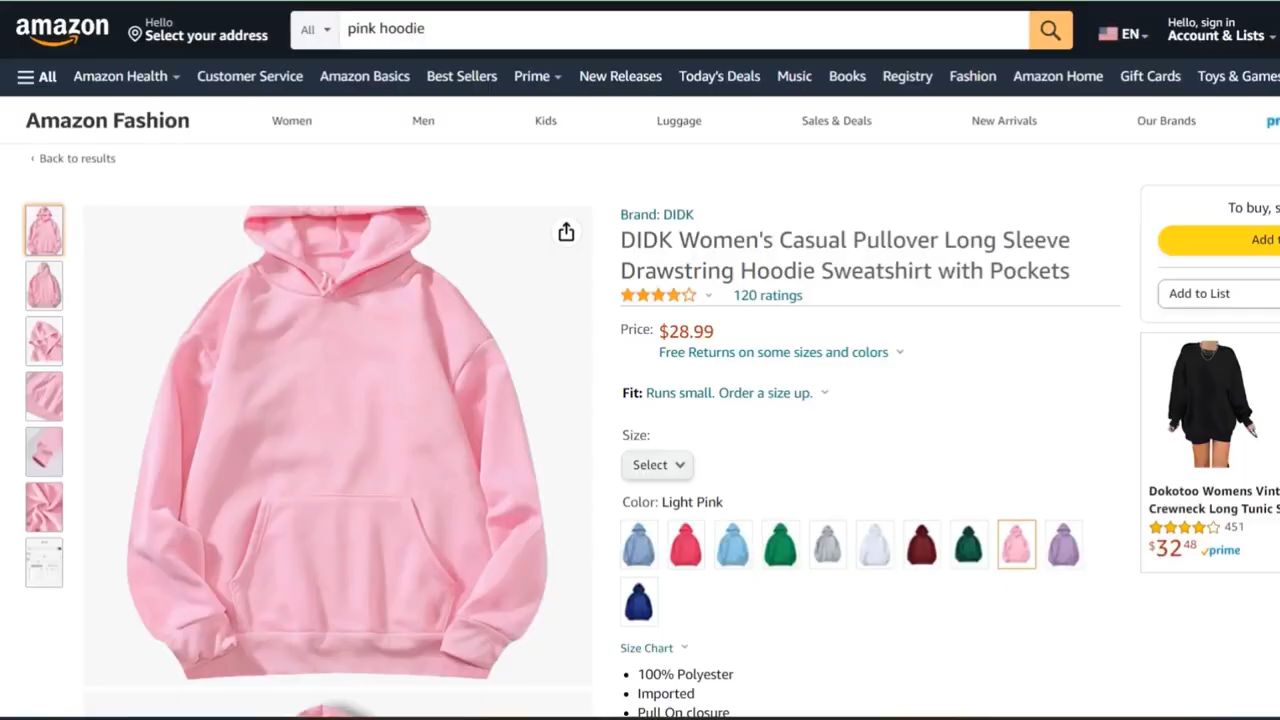 amazon
Hello
Select your address
All
pink hoodie
EN
Hello, sign in
Account & Lists
All
Amazon Health
Customer Service
Amazon Basics
Best Sellers
Prime
New Releases
Today's Deals
Music
Books
Registry
Fashion
Amazon Home
Gift Cards
Toys & Games
Amazon Fashion
Women
Men
Kids
Luggage
Sales & Deals
New Arrivals
Our Brands
pr
‹ Back to results
Brand: DIDK
DIDK Women's Casual Pullover Long Sleeve
Drawstring Hoodie Sweatshirt with Pockets
120 ratings
Price: $28.99
Free Returns on some sizes and colors
Fit: Runs small. Order a size up.
Size:
Select
Color: Light Pink
Size Chart
• 100% Polyester
• Imported
• Pull On closure
To buy, s
Add t
Add to List
Dokotoo Womens Vint
Crewneck Long Tunic S
451
$32 48 prime